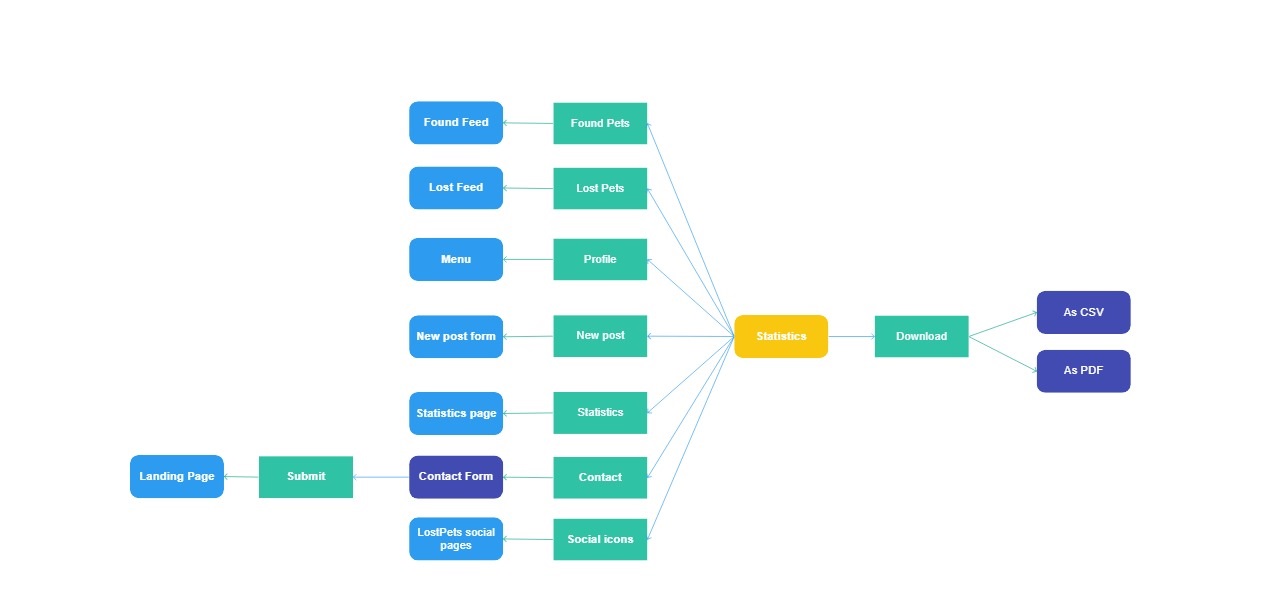 Found Feed
Found Pets
Lost Feed
Lost Pets
Menu
Profile
As CSV
New post form
New post
Statistics
Download
As PDF
Statistics page
Statistics
Landing Page
Submit
Contact Form
Contact
LostPets social
pages
Social icons